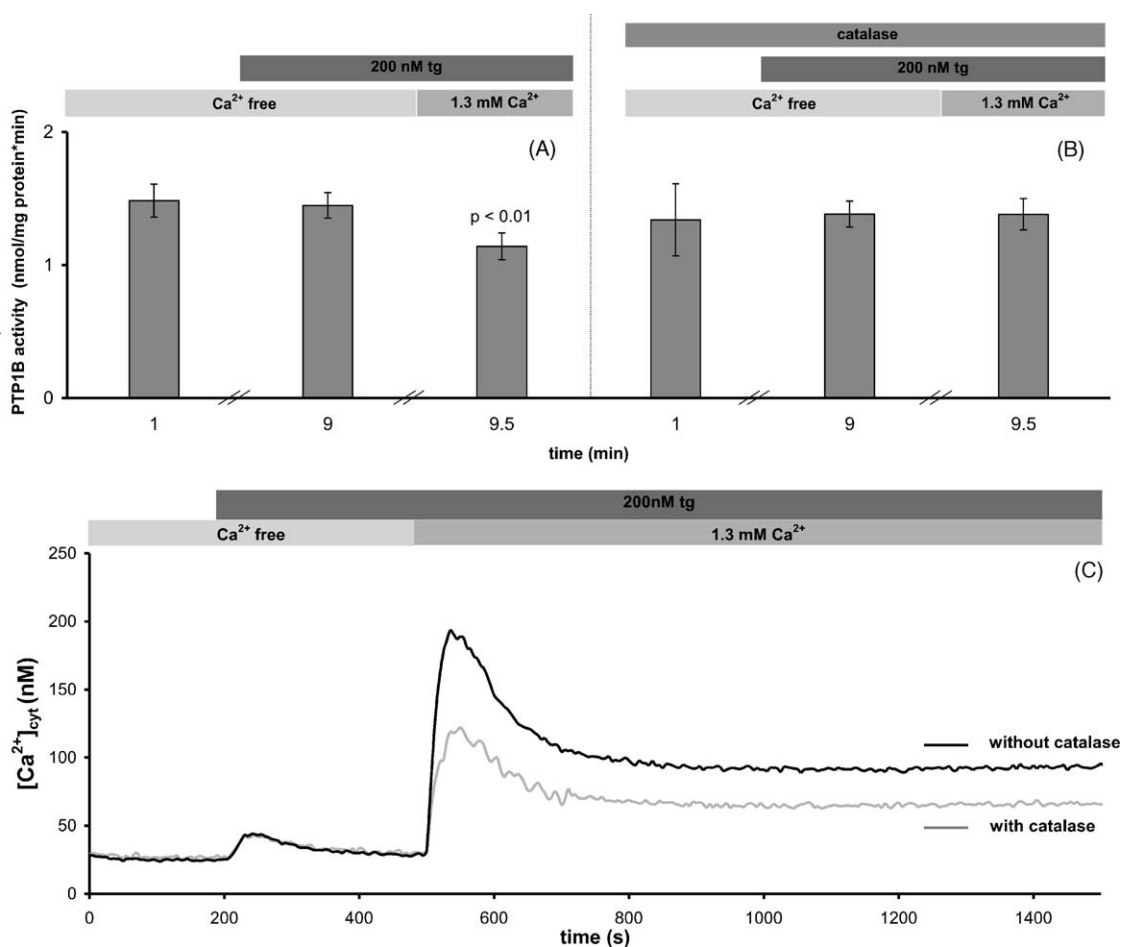 catalase
200 nM tg
200 nM tg
Ca²⁺ free
1.3 mM Ca²⁺
Ca²⁺ free
1.3 mM Ca²⁺
PTP1B activity (nmol/mg protein*min)
2
1
0
(A)
p < 0.01
(B)
1
9
9.5
1
9
9.5
time (min)
200nM tg
Ca²⁺ free
1.3 mM Ca²⁺
(C)
[Ca²⁺]cyt (nM)
250
200
150
100
50
0
without catalase
with catalase
0
200
400
600
800
1000
1200
1400
time (s)